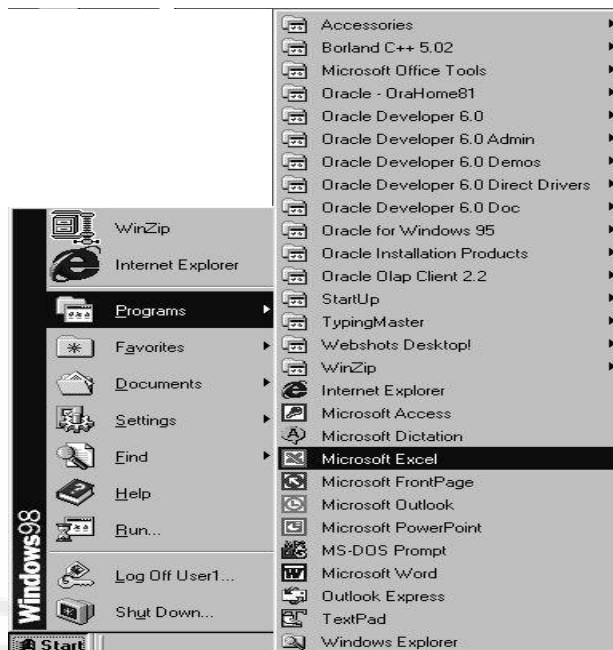 Accessories
Borland C++ 5.02
Microsoft Office Tools
Oracle - OraHome81
Oracle Developer 6.0
Oracle Developer 6.0 Admin
Oracle Developer 6.0 Demos
Oracle Developer 6.0 Direct Drivers
Oracle Developer 6.0 Doc
Oracle for Windows 95
Oracle Installation Products
Oracle Olap Client 2.2
StartUp
TypingMaster
Webshots Desktop!
WinZip
Internet Explorer
Microsoft Access
Microsoft Dictation
Microsoft Excel
Microsoft FrontPage
Microsoft Outlook
Microsoft PowerPoint
MS-DOS Prompt
Microsoft Word
Outlook Express
TextPad
Windows Explorer
WinZip
Internet Explorer
Programs
Favorites
Documents
Settings
Find
Help
Run...
Log Off User1...
Shut Down...
Windows98
Start